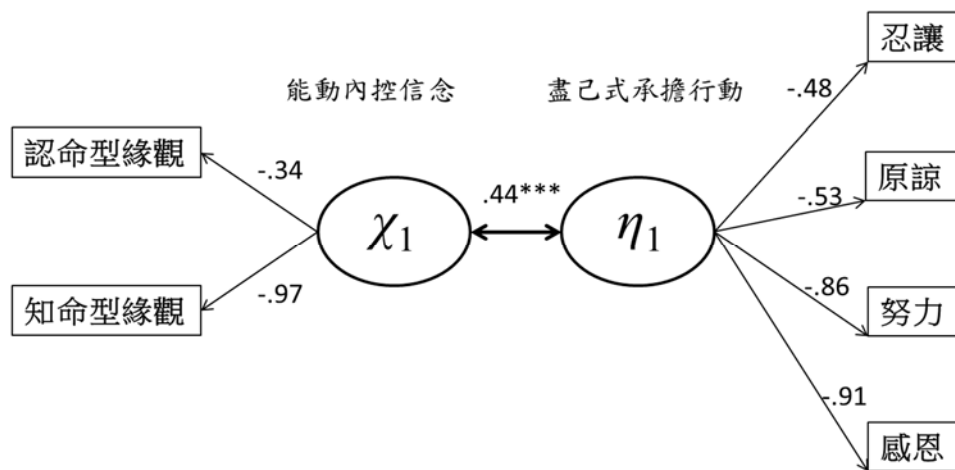 忍讓
能動內控信念
盡己式承擔行動
-.48
認命型緣觀
-.34
原諒
-.53
.44***
χ₁
η₁
知命型緣觀
-.97
-.86
努力
-.91
感恩